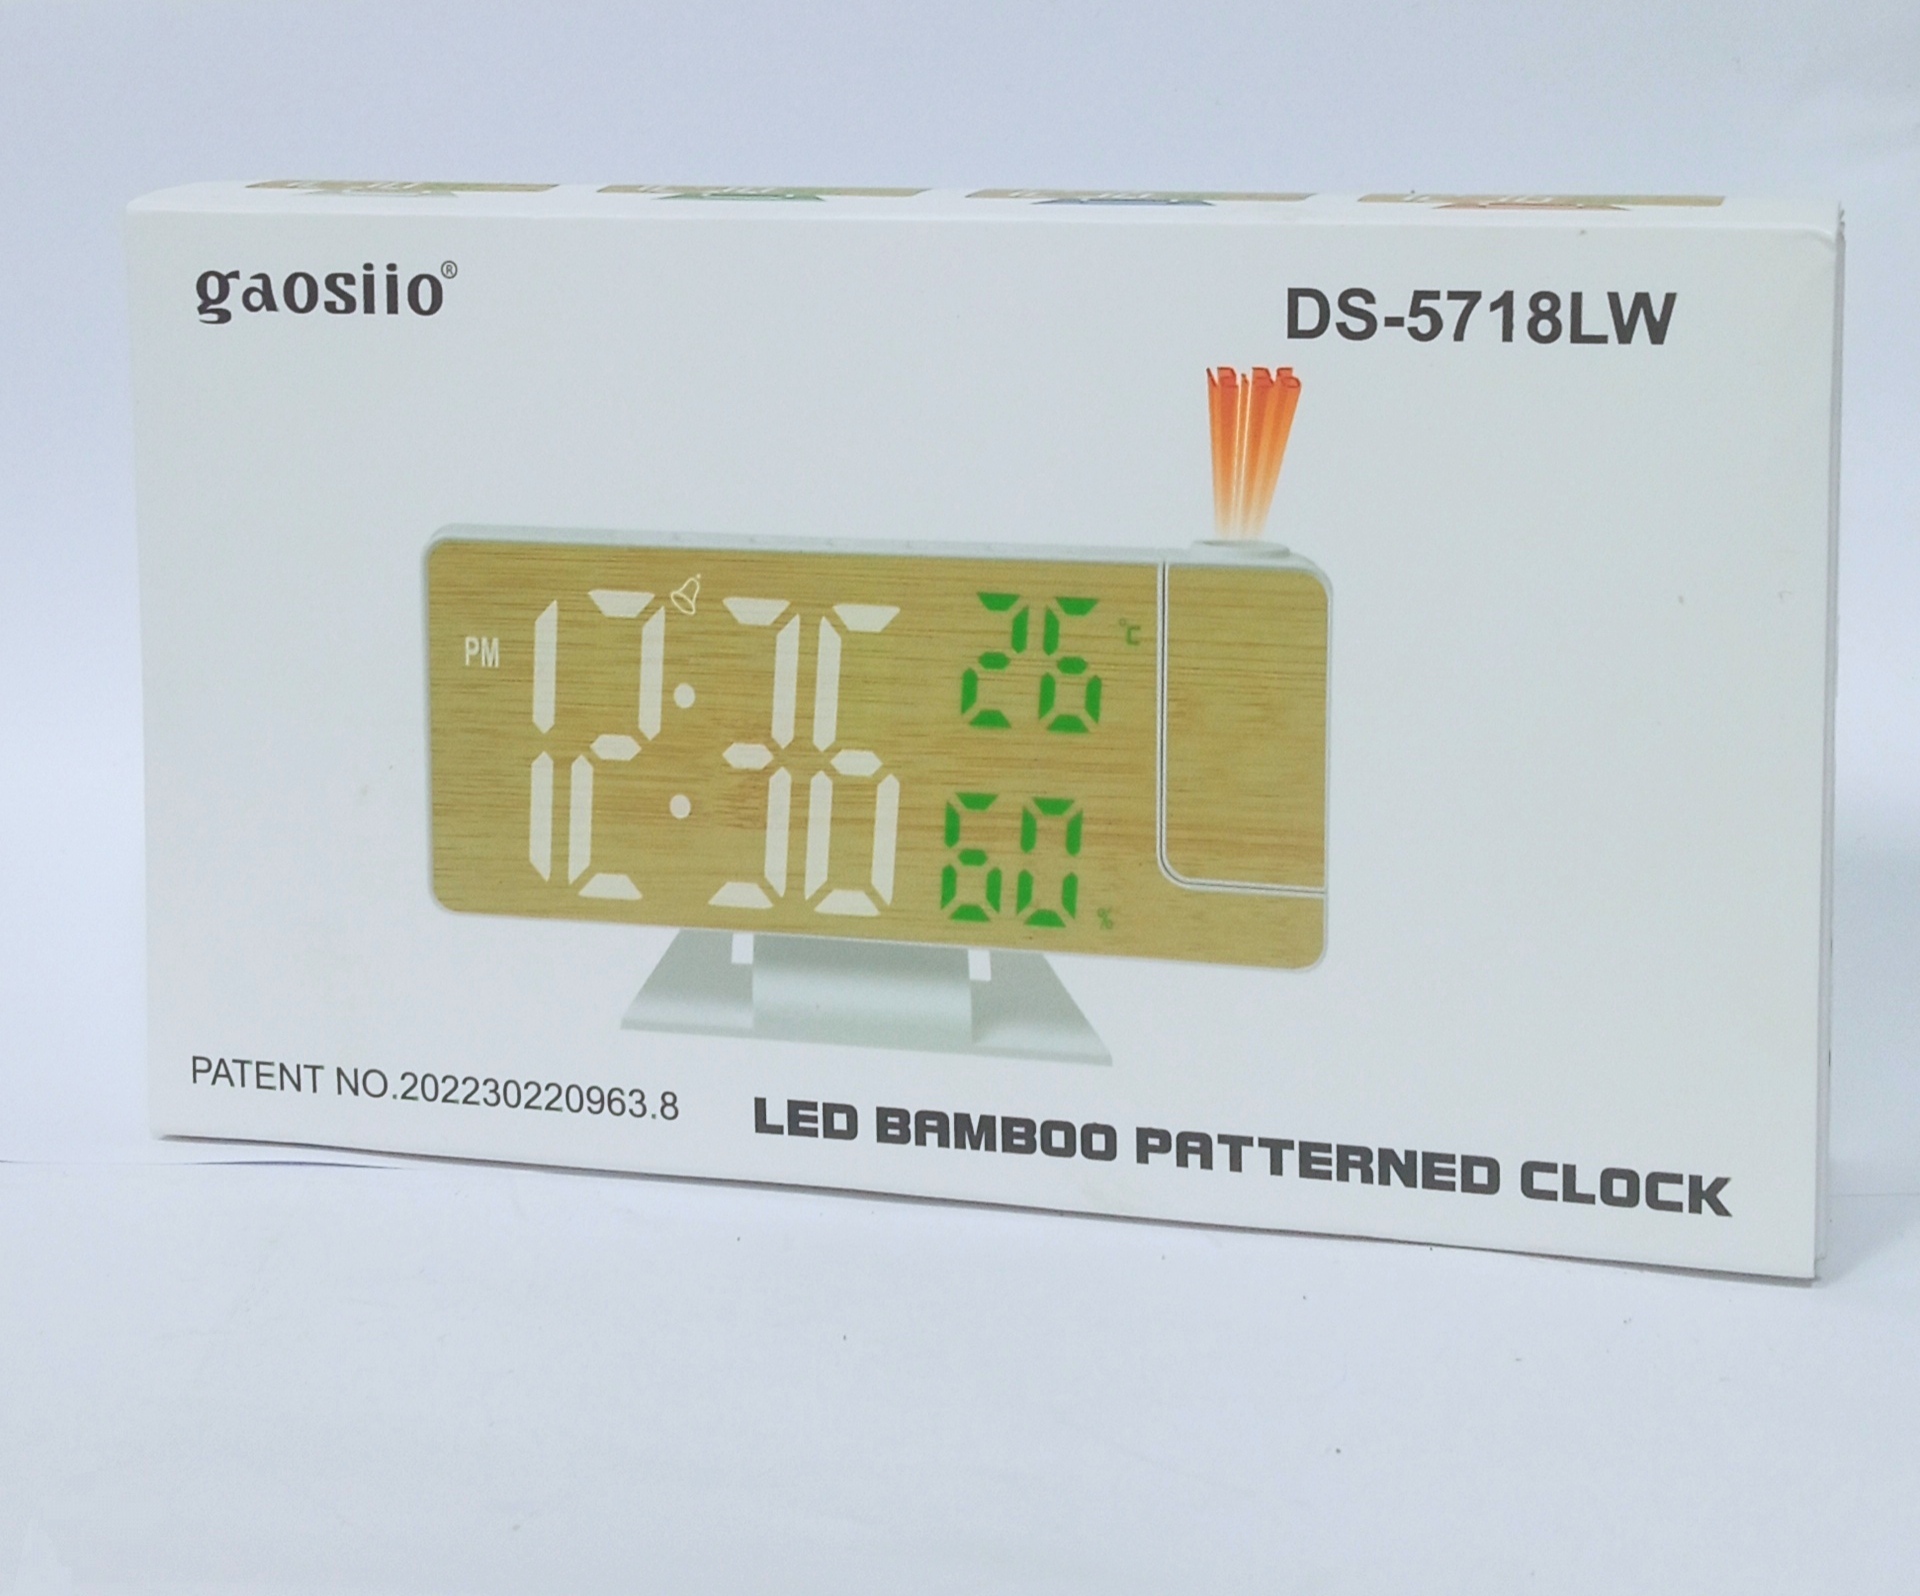 gaosiio®
DS-5718LW
PM 12:36 26 °C
60 %
PATENT NO.202230220963.8
LED BAMBOO PATTERNED CLOCK